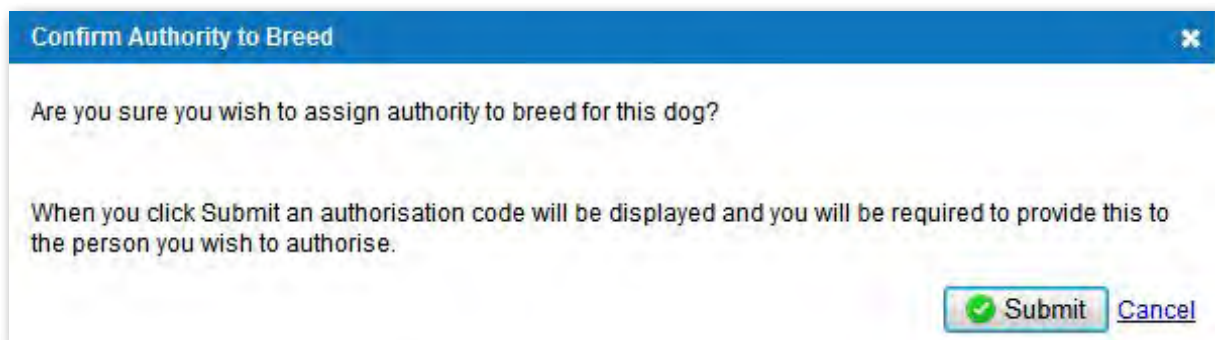 Confirm Authority to Breed
Are you sure you wish to assign authority to breed for this dog?
When you click Submit an authorisation code will be displayed and you will be required to provide this to
the person you wish to authorise.
Submit Cancel